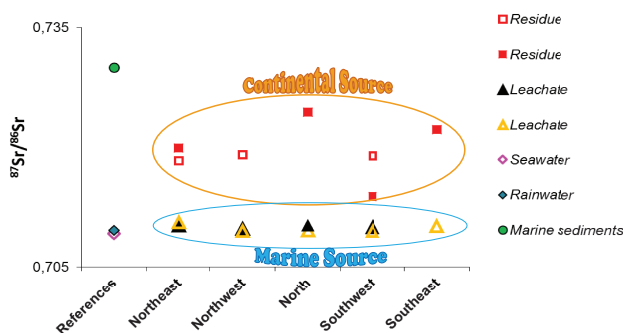 0,735
0,705
⁸⁷Sr/⁸⁶Sr
Continental Source
Marine Source
References
Northeast
Northwest
North
Southwest
Southeast
Residue
Residue
Leachate
Leachate
Seawater
Rainwater
Marine sediments